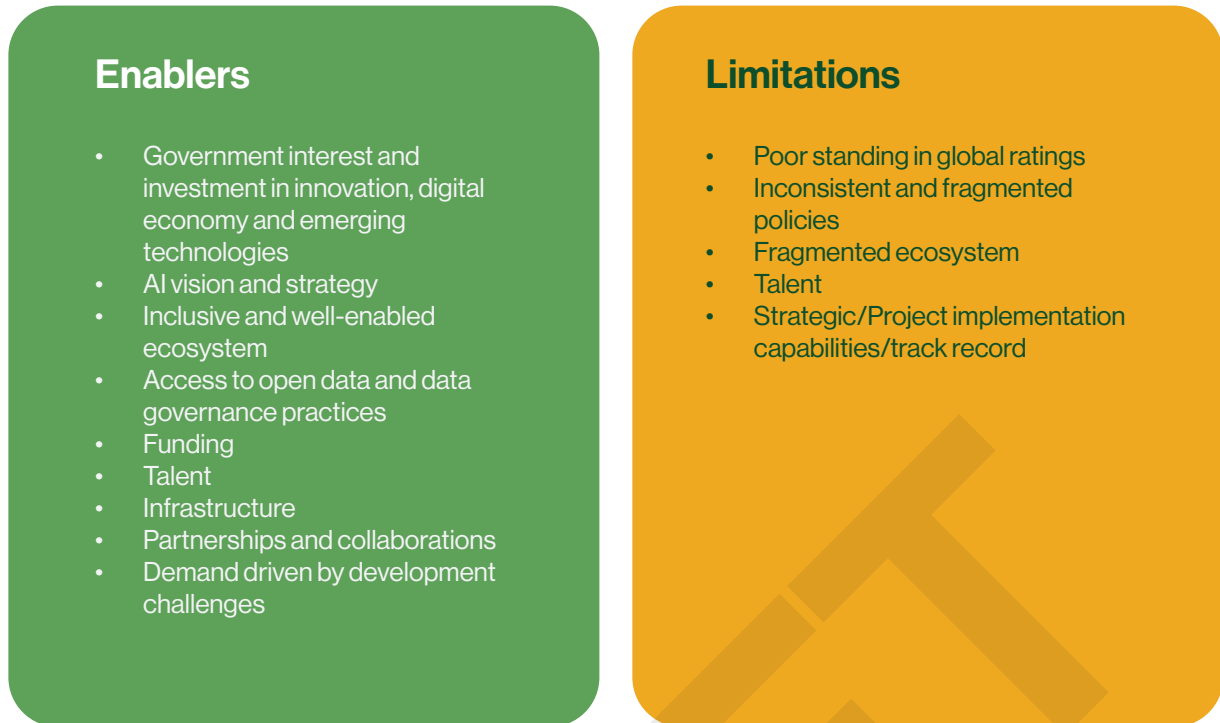 Enablers
• Government interest and
investment in innovation, digital
economy and emerging
technologies
• AI vision and strategy
• Inclusive and well-enabled
ecosystem
• Access to open data and data
governance practices
• Funding
• Talent
• Infrastructure
• Partnerships and collaborations
• Demand driven by development
challenges
Limitations
• Poor standing in global ratings
• Inconsistent and fragmented
policies
• Fragmented ecosystem
• Talent
• Strategic/Project implementation
capabilities/track record